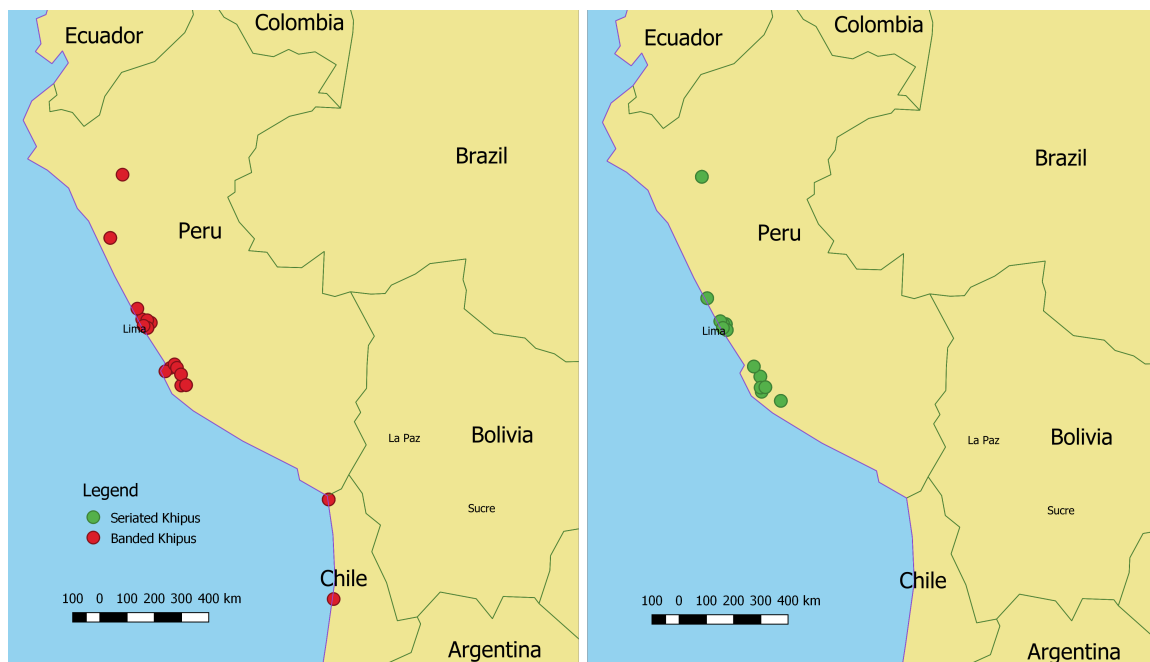 Ecuador
Colombia
Brazil
Peru
Lima
La Paz
Bolivia
Sucre
Legend
Seriated Khipus
Banded Khipus
Chile
100 0 100 200 300 400 km
Argentina
Ecuador
Colombia
Brazil
Peru
Lima
La Paz
Bolivia
Sucre
Chile
100 0 100 200 300 400 km
Argentina